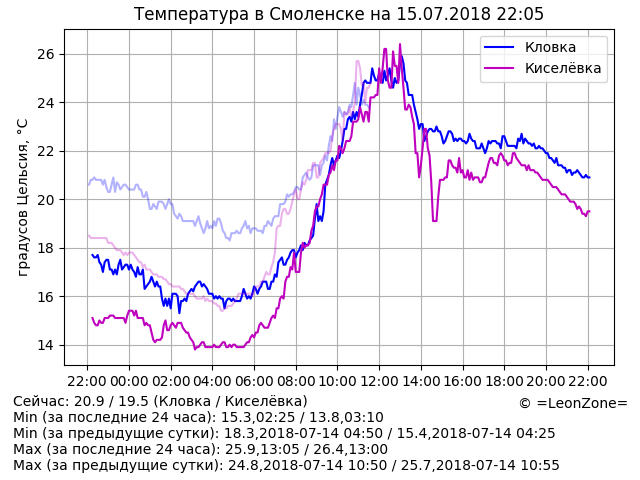 Температура в Смоленске на 15.07.2018 22:05
градусов Цельсия, °C
26
24
22
20
18
16
14
Кловка
Киселёвка
22:00 00:00 02:00 04:00 06:00 08:00 10:00 12:00 14:00 16:00 18:00 20:00 22:00
Сейчас: 20.9 / 19.5 (Кловка / Киселёвка)
© =LeonZone=
Min (за последние 24 часа): 15.3,02:25 / 13.8,03:10
Min (за предыдущие сутки): 18.3,2018-07-14 04:50 / 15.4,2018-07-14 04:25
Max (за последние 24 часа): 25.9,13:05 / 26.4,13:00
Max (за предыдущие сутки): 24.8,2018-07-14 10:50 / 25.7,2018-07-14 10:55